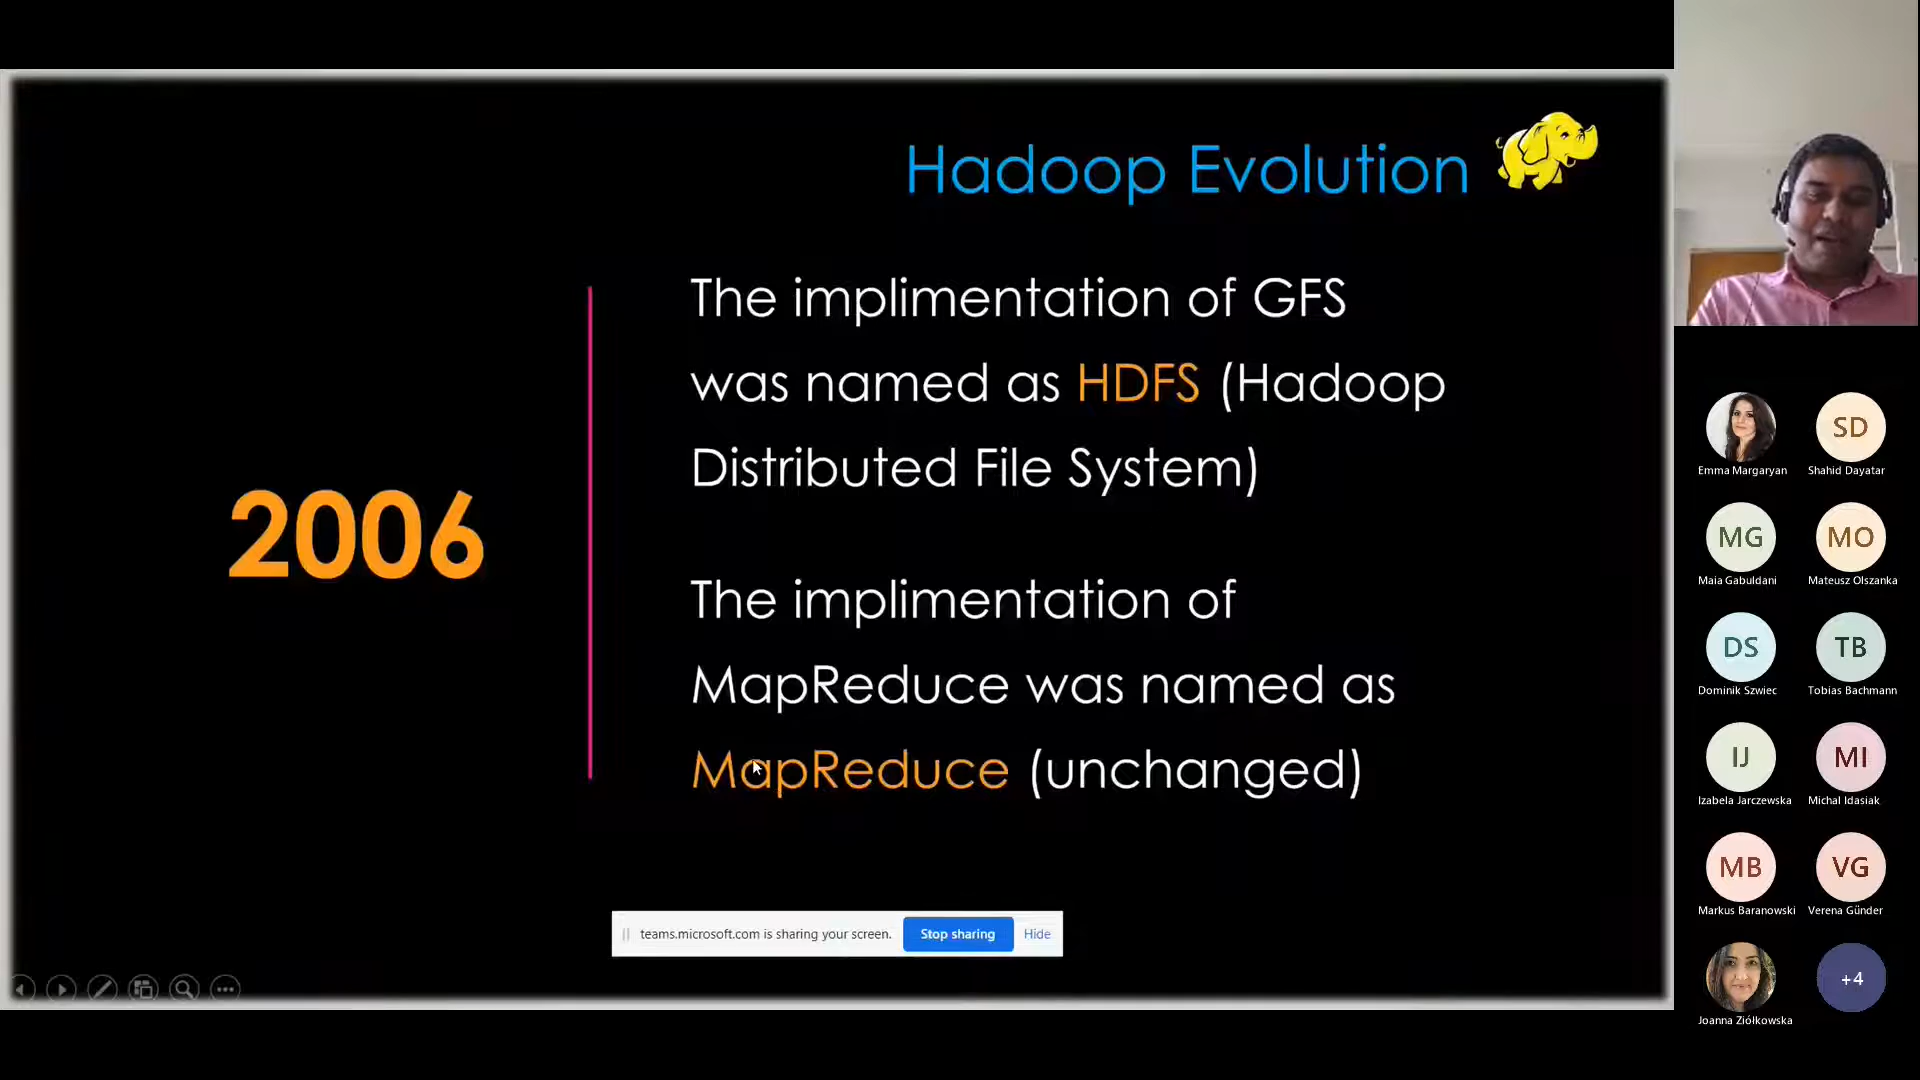 Hadoop Evolution
The implimentation of GFS
was named as HDFS (Hadoop
Distributed File System)
2006
The implimentation of
MapReduce was named as
MapReduce (unchanged)
teams.microsoft.com is sharing your screen. Stop sharing Hide
Emma Margaryan
SD
Shahid Dayatar
MG
Maia Gabuldani
MO
Mateusz Olszanka
DS
Dominik Szwiec
TB
Tobias Bachmann
IJ
Izabela Jarczewska
MI
Michal Idasiak
MB
Markus Baranowski
VG
Verena Günder
Joanna Ziółkowska
+4